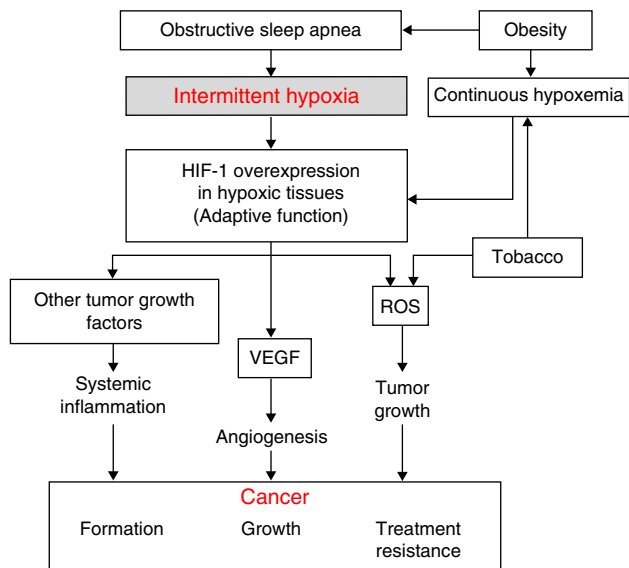 Obstructive sleep apnea
Obesity
Intermittent hypoxia
Continuous hypoxemia
HIF-1 overexpression
in hypoxic tissues
(Adaptive function)
Tobacco
Other tumor growth
factors
ROS
VEGF
Systemic
inflammation
Tumor
growth
Angiogenesis
Cancer
Formation
Growth
Treatment
resistance